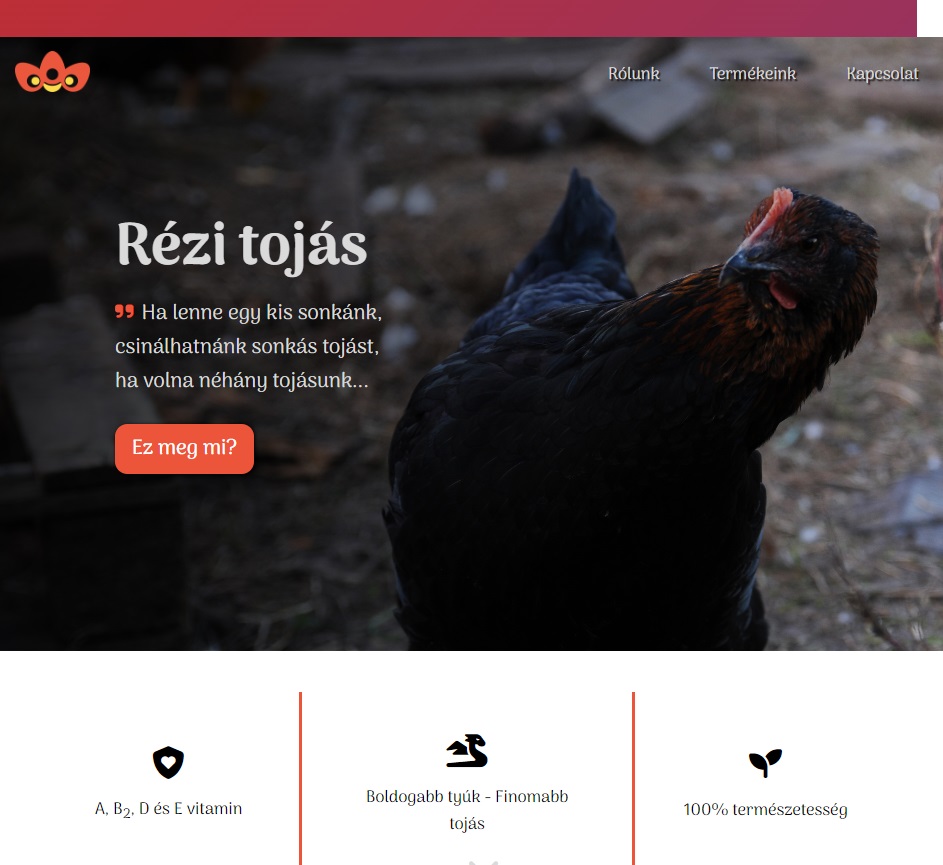 Rólunk Termékeink Kapcsolat
Rézi tojás
❞ Ha lenne egy kis sonkánk,
csinálhatnánk sonkás tojást,
ha volna néhány tojásunk...
Ez meg mi?
A, B₂, D és E vitamin
Boldogabb tyúk - Finomabb
tojás
100% természetesség